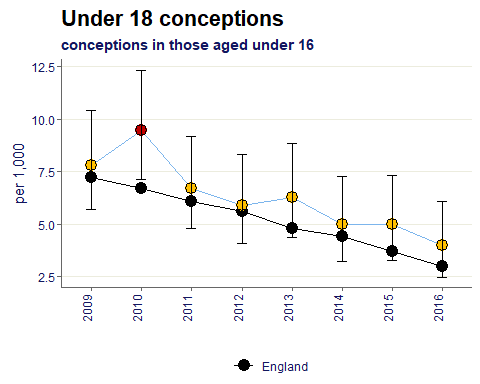 Under 18 conceptions
conceptions in those aged under 16
per 1,000
12.5
10.0
7.5
5.0
2.5
2009 2010 2011 2012 2013 2014 2015 2016
England